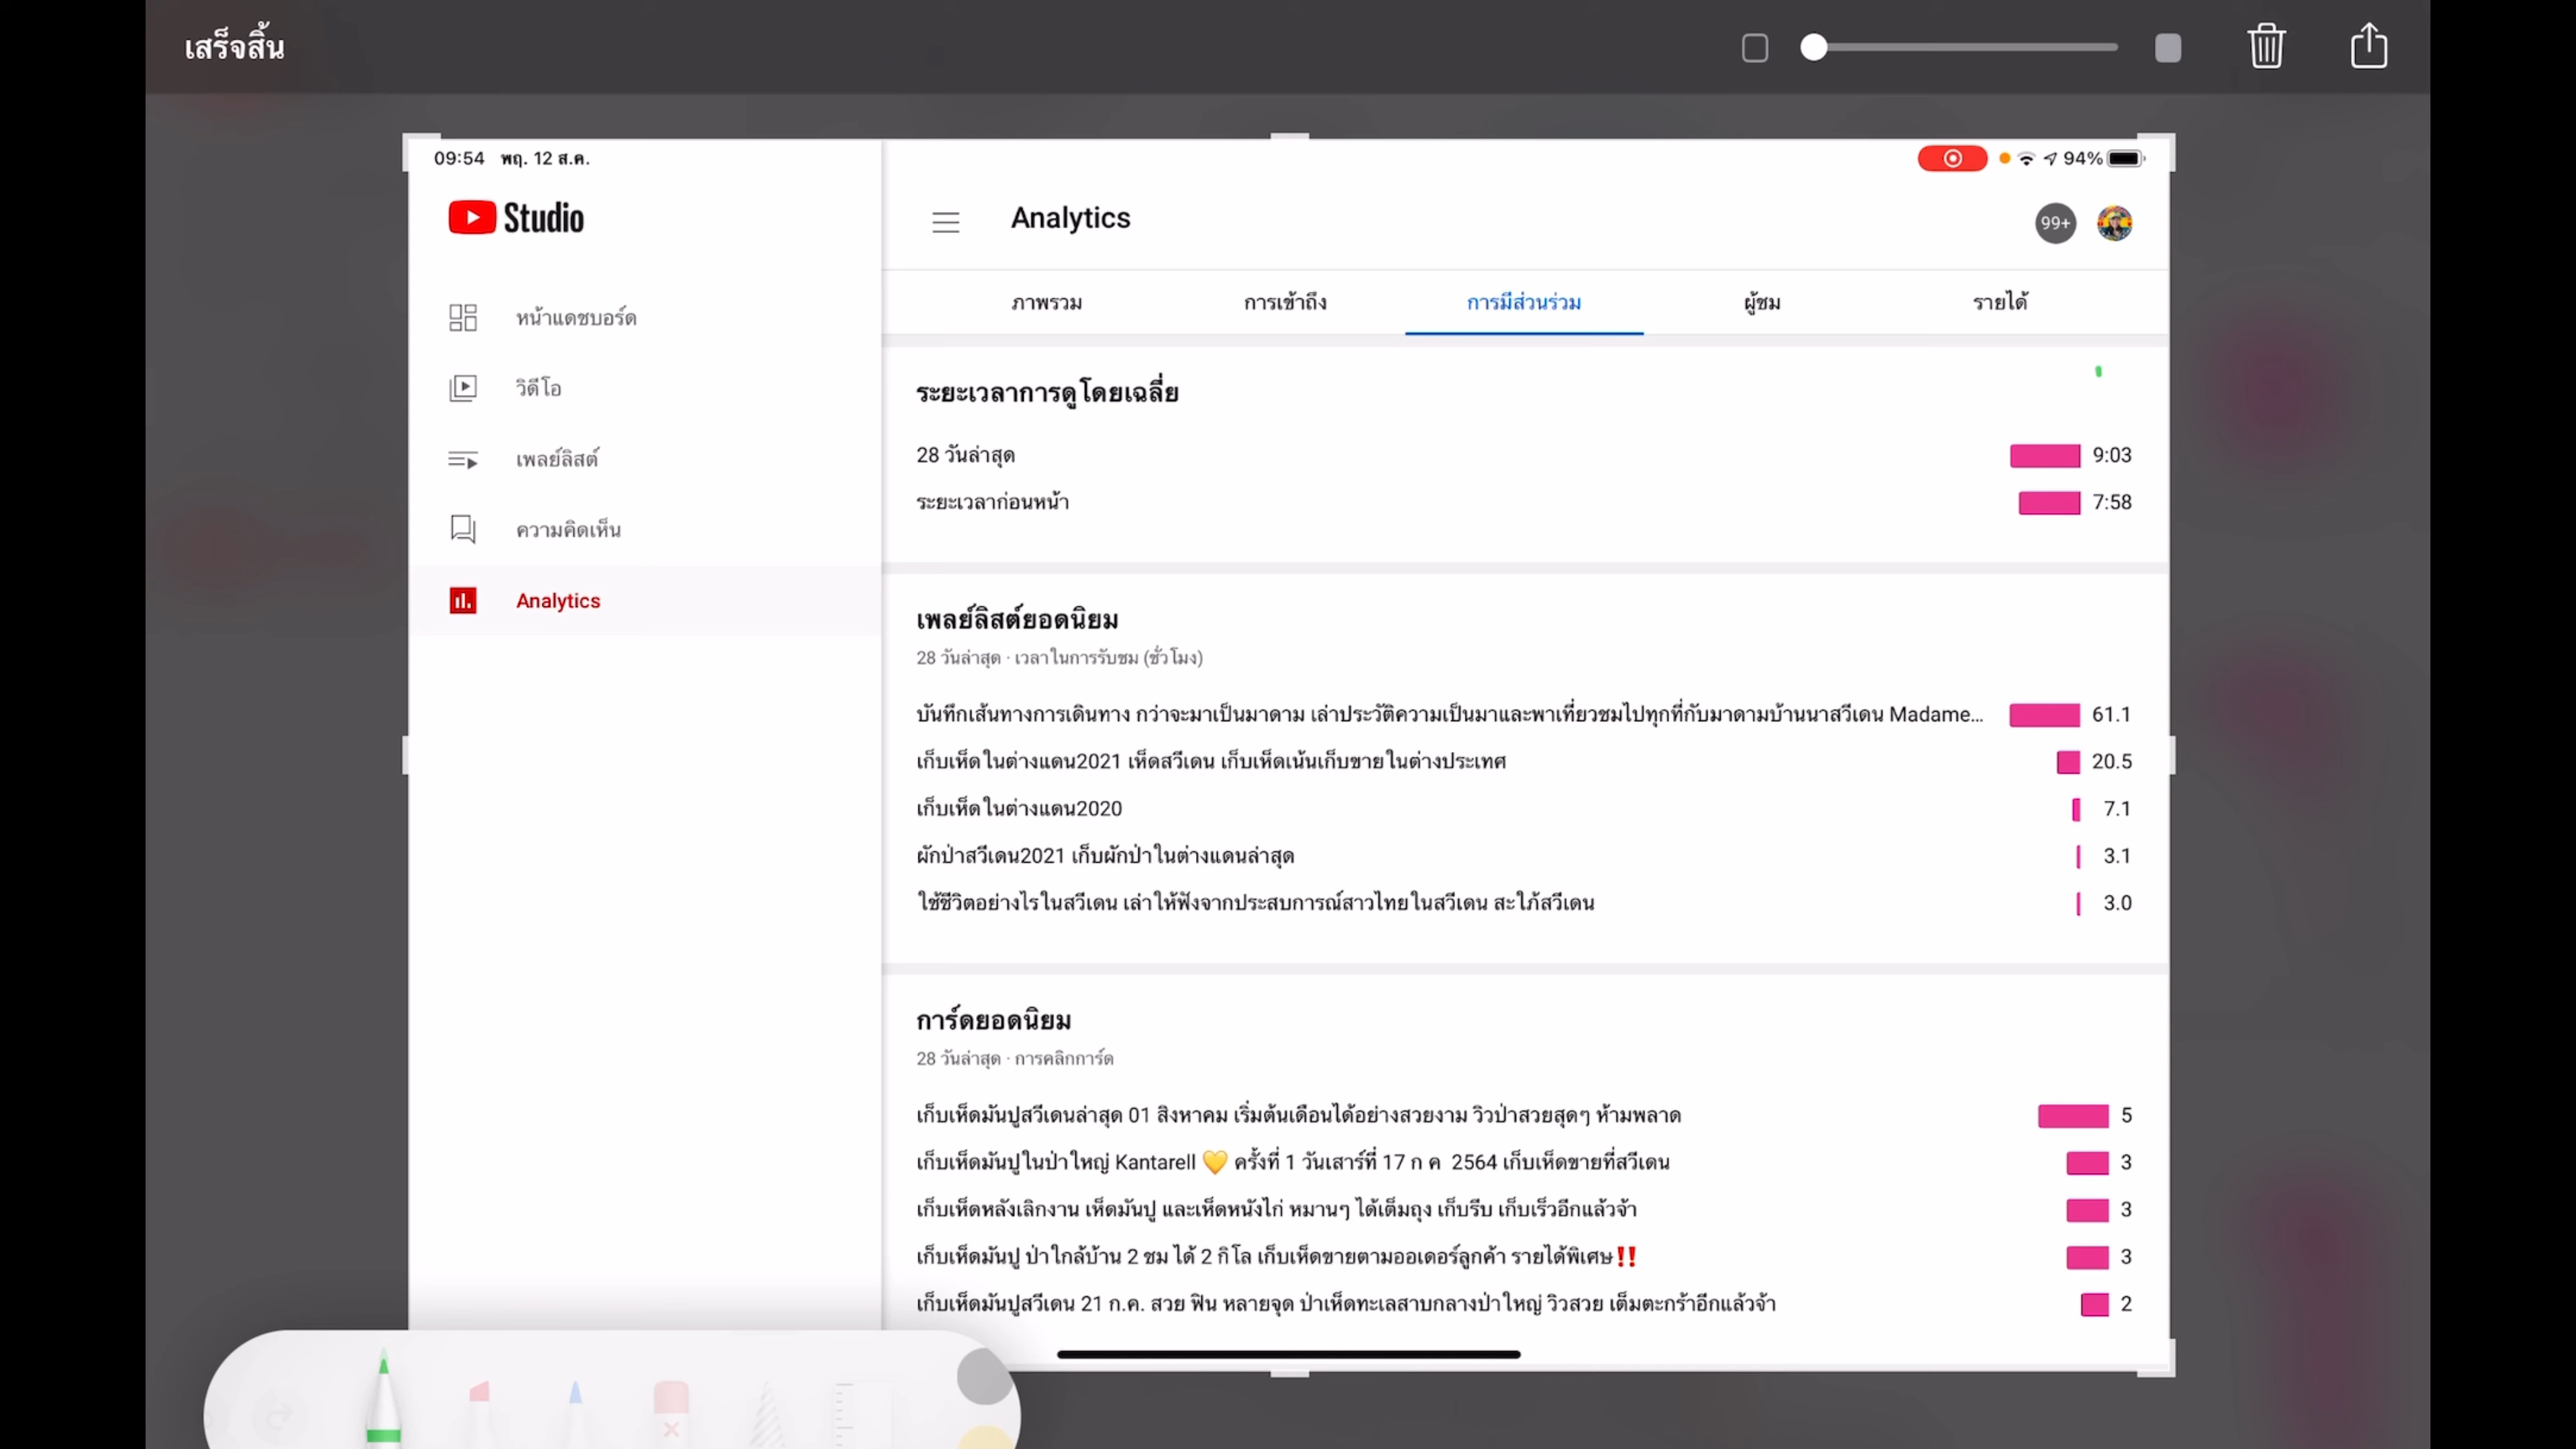 เสร็จสิ้น
09:54 พฤ. 12 ส.ค.
94%
Studio
Analytics
99+
หน้าแดชบอร์ด
วิดีโอ
เพลย์ลิสต์
ความคิดเห็น
Analytics
ภาพรวม
การเข้าถึง
การมีส่วนร่วม
ผู้ชม
รายได้
ระยะเวลาการดูโดยเฉลี่ย
28 วันล่าสุด 9:03
ระยะเวลาก่อนหน้า 7:58
เพลย์ลิสต์ยอดนิยม
28 วันล่าสุด · เวลาในการรับชม (ชั่วโมง)
บันทึกเส้นทางการเดินทาง กว่าจะมาเป็นมาดาม เล่าประวัติความเป็นมาและพาเที่ยวชมไปทุกที่กับมาดามบ้านนาสวีเดน Madame... 61.1
เก็บเห็ดในต่างแดน2021 เห็ดสวีเดน เก็บเห็ดเน้นเก็บขายในต่างประเทศ 20.5
เก็บเห็ดในต่างแดน2020 7.1
ผักป่าสวีเดน2021 เก็บผักป่าในต่างแดนล่าสุด 3.1
ใช้ชีวิตอย่างไรในสวีเดน เล่าให้ฟังจากประสบการณ์สาวไทยในสวีเดน สะใภ้สวีเดน 3.0
การ์ดยอดนิยม
28 วันล่าสุด · การคลิกการ์ด
เก็บเห็ดมันปูสวีเดนล่าสุด 01 สิงหาคม เริ่มต้นเดือนได้อย่างสวยงาม วิวป่าสวยสุดๆ ห้ามพลาด 5
เก็บเห็ดมันปูในป่าใหญ่ Kantarell 💛 ครั้งที่ 1 วันเสาร์ที่ 17 ก ค 2564 เก็บเห็ดขายที่สวีเดน 3
เก็บเห็ดหลังเลิกงาน เห็ดมันปู และเห็ดหนังไก่ หมานๆ ได้เต็มถุง เก็บรีบ เก็บเร็วอีกแล้วจ้า 3
เก็บเห็ดมันปู ป่าใกล้บ้าน 2 ชม ได้ 2 กิโล เก็บเห็ดขายตามออเดอร์ลูกค้า รายได้พิเศษ‼️ 3
เก็บเห็ดมันปูสวีเดน 21 ก.ค. สวย ฟิน หลายจุด ป่าเห็ดทะเลสาบกลางป่าใหญ่ วิวสวย เต็มตะกร้าอีกแล้วจ้า 2